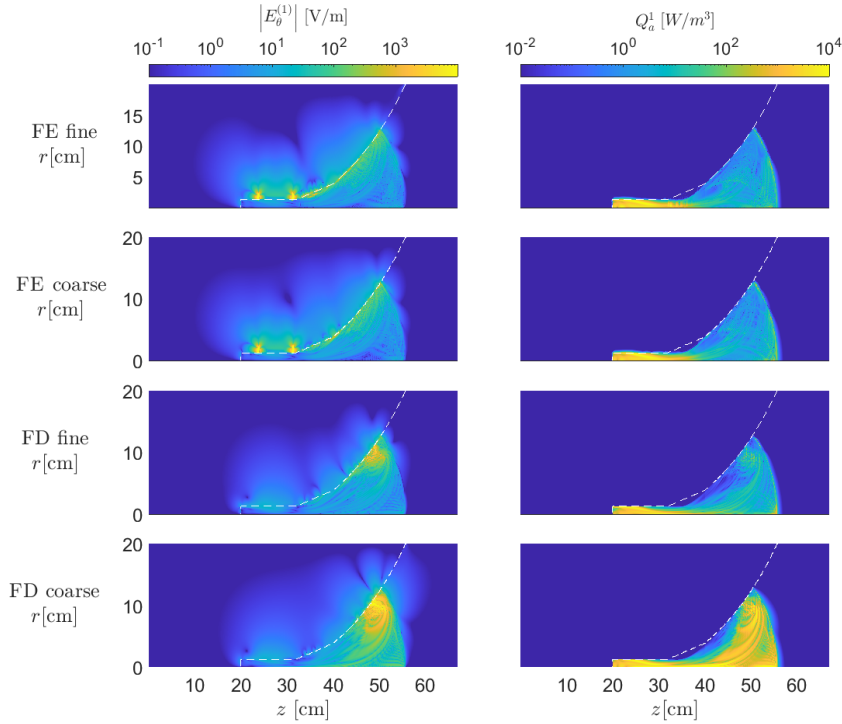 |E_θ^(1)| [V/m]
Q_a^1 [W/m^3]
10^-1 10^0 10^1 10^2 10^3
10^-2 10^0 10^2 10^4
FE fine
r[cm]
15
10
5
FE coarse
r[cm]
20
10
0
FD fine
r[cm]
20
10
0
FD coarse
r[cm]
20
10
0
10 20 30 40 50 60
10 20 30 40 50 60
z [cm]
z[cm]